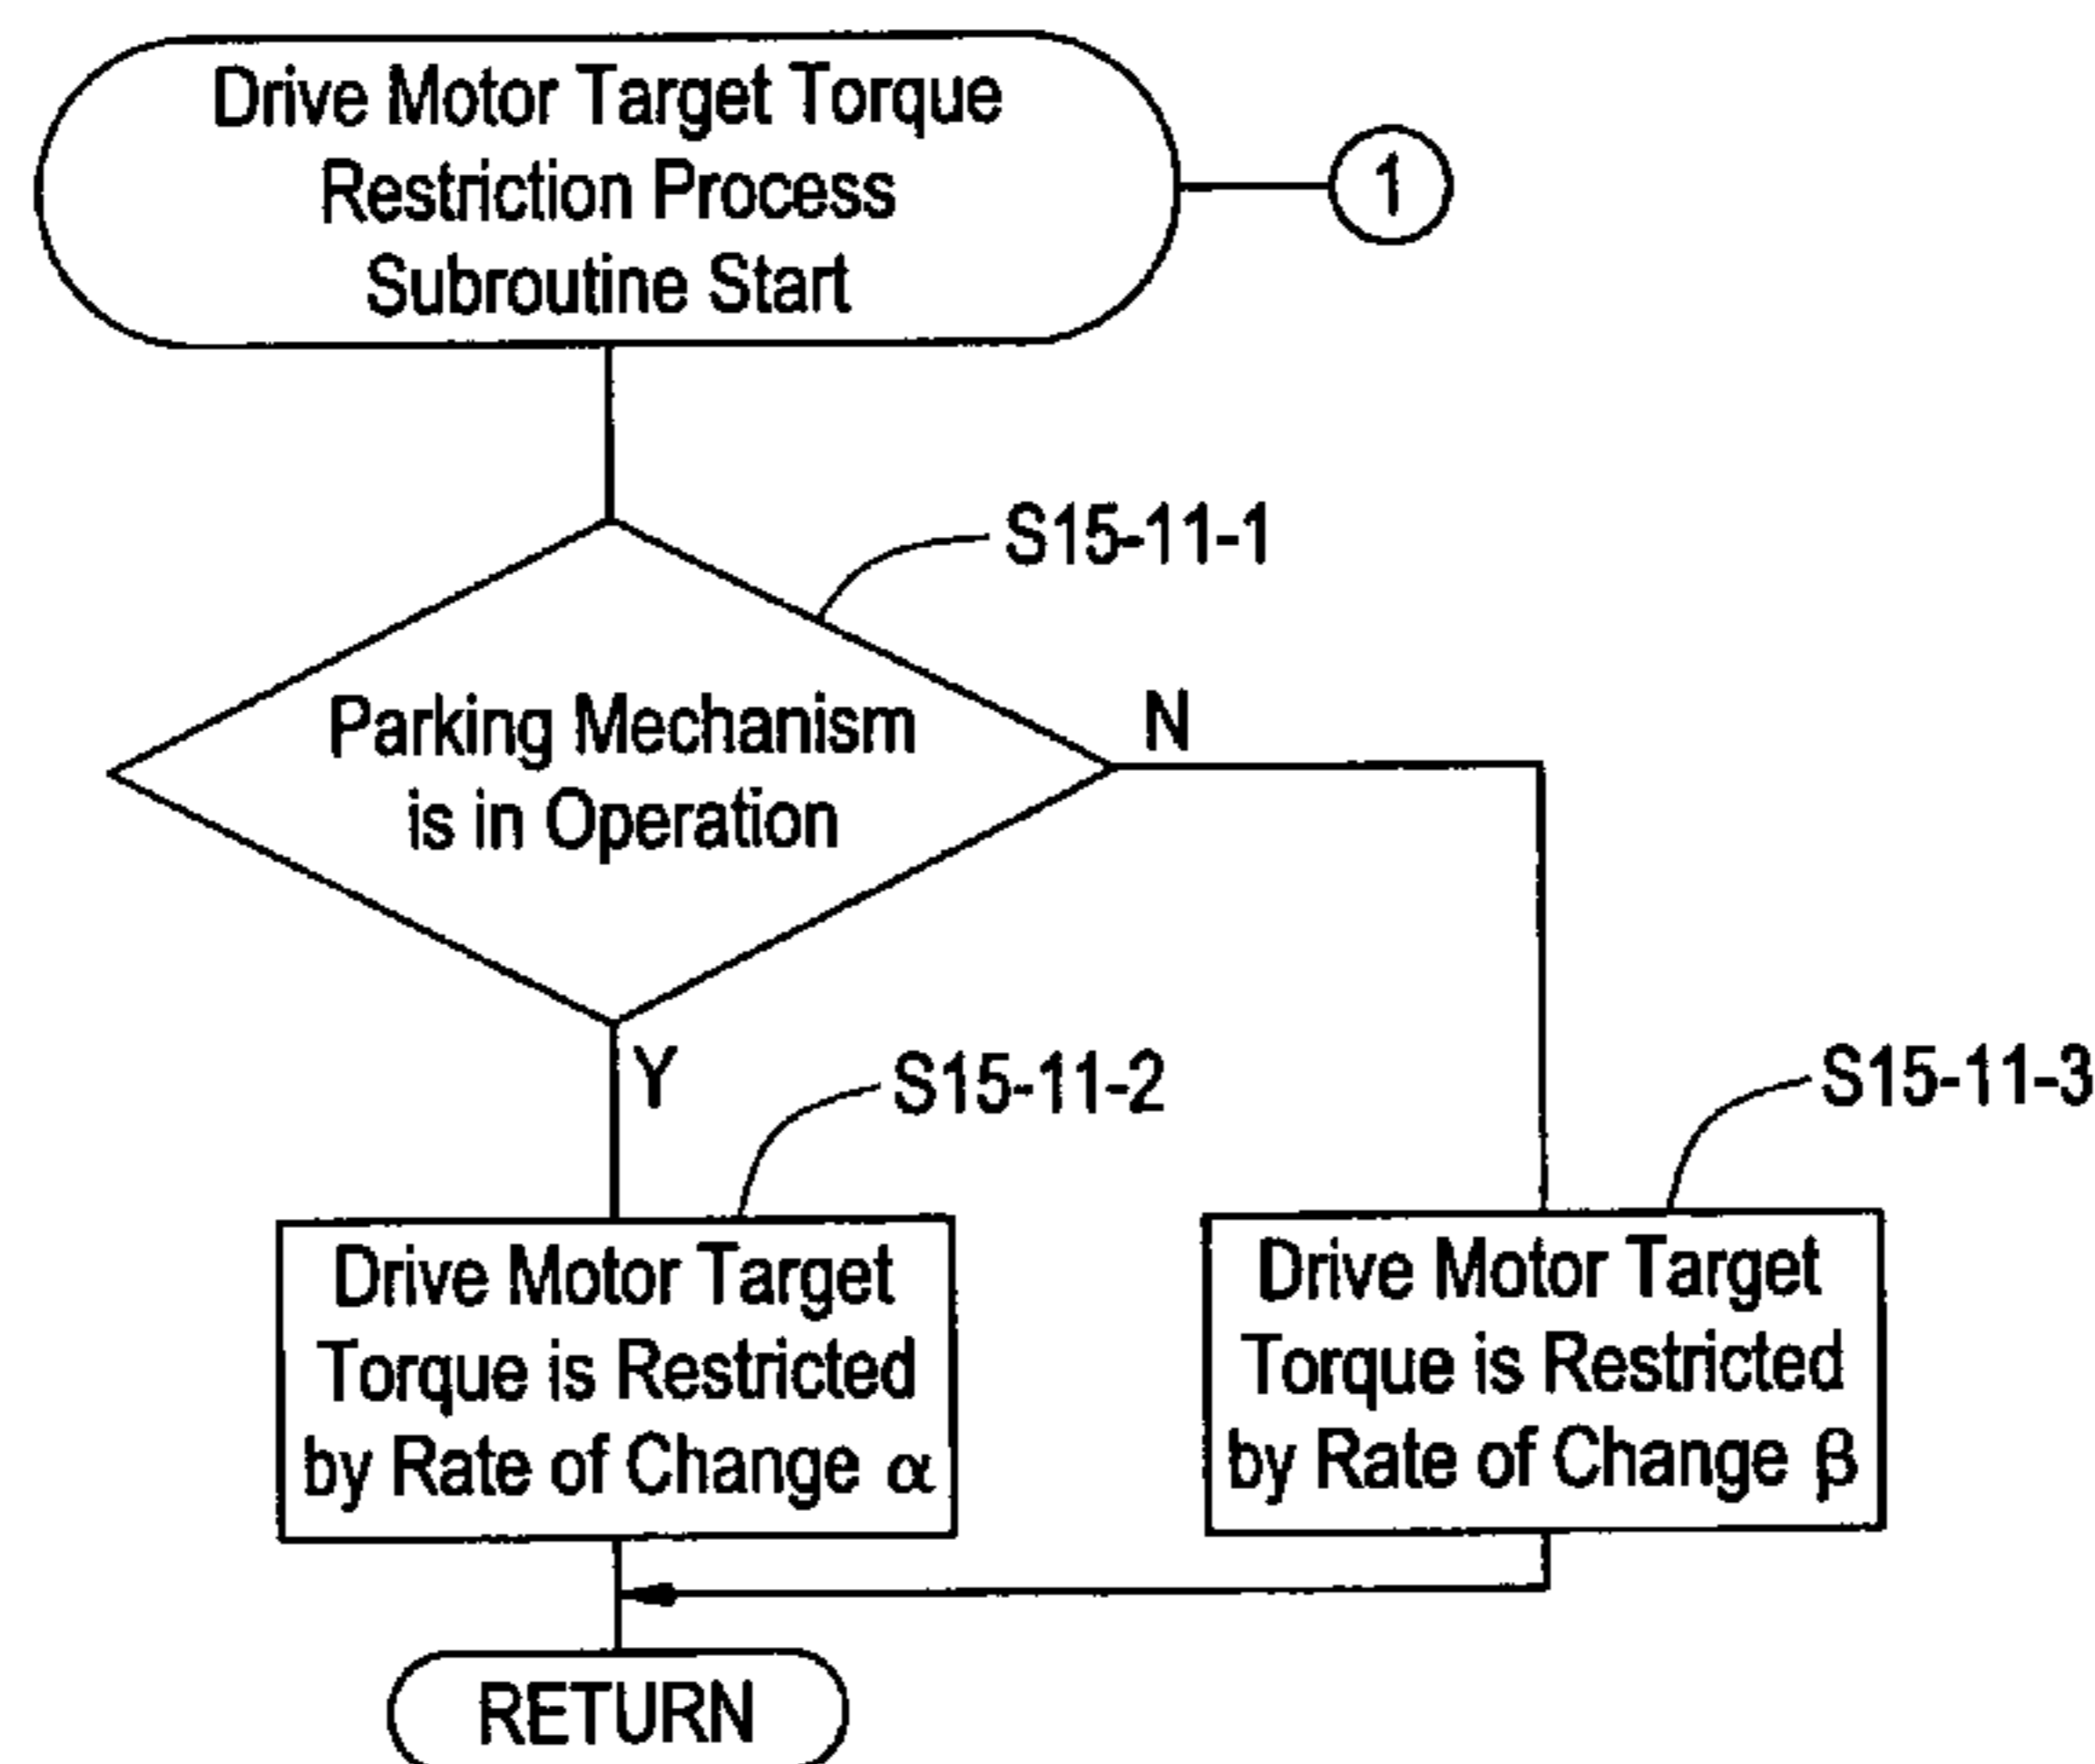 Drive Motor Target Torque
Restriction Process
Subroutine Start
1
S15-11-1
Parking Mechanism
is in Operation
N
Y
S15-11-2
S15-11-3
Drive Motor Target
Torque is Restricted
by Rate of Change α
Drive Motor Target
Torque is Restricted
by Rate of Change β
RETURN